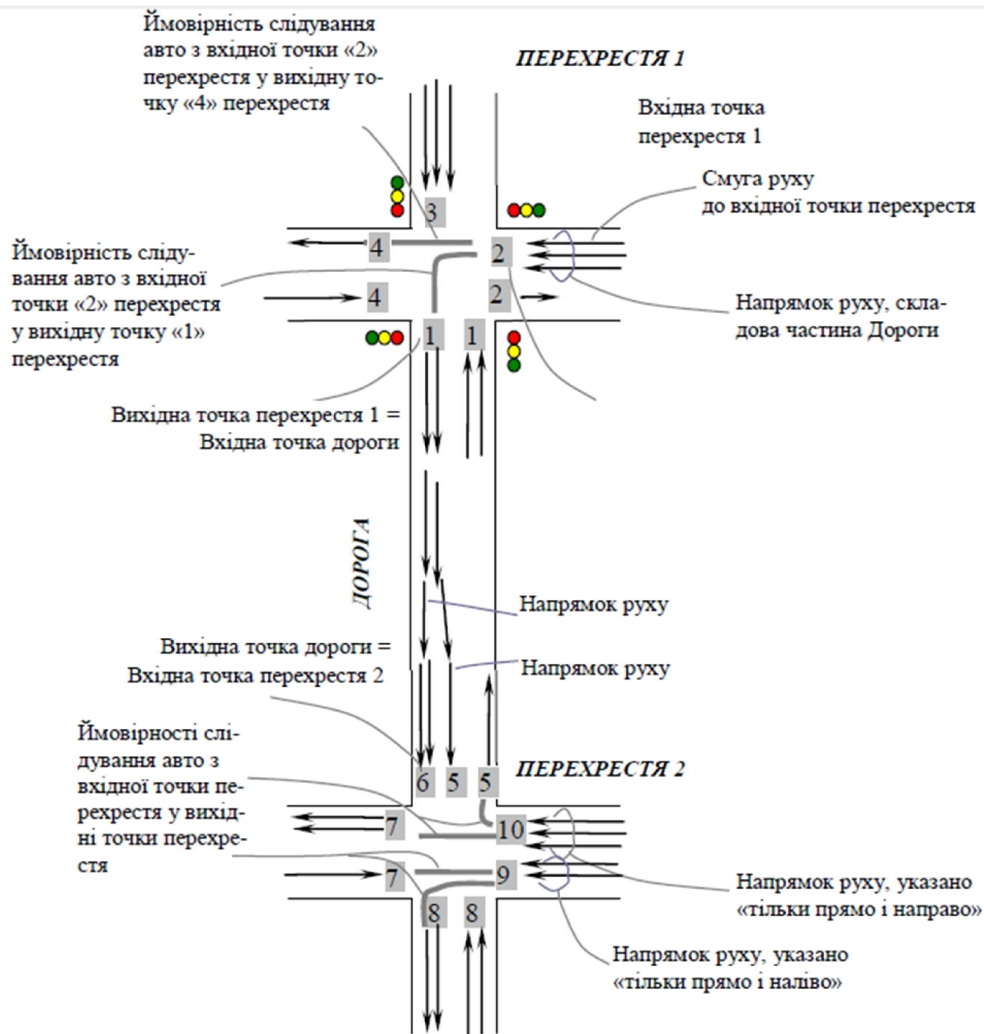 Ймовірність слідування
авто з вхідної точки «2»
перехрестя у вихідну то-
чку «4» перехрестя
ПЕРЕХРЕСТЯ 1
Вхідна точка
перехрестя 1
Смуга руху
до вхідної точки перехрестя
3
4
2
Ймовірність сліду-
вання авто з вхідної
точки «2» перехрестя
у вихідну точку «1»
перехрестя
4
2
Напрямок руху, скла-
дова частина Дороги
1
1
Вихідна точка перехрестя 1 =
Вхідна точка дороги
ДОРОГА
Напрямок руху
Вихідна точка дороги =
Вхідна точка перехрестя 2
Напрямок руху
Ймовірності слі-
дування авто з
вхідної точки пе-
рехрестя у вихід-
ні точки перехре-
стя
6
5
5
ПЕРЕХРЕСТЯ 2
7
10
7
9
8
8
Напрямок руху, указано
«тільки прямо і направо»
Напрямок руху, указано
«тільки прямо і наліво»